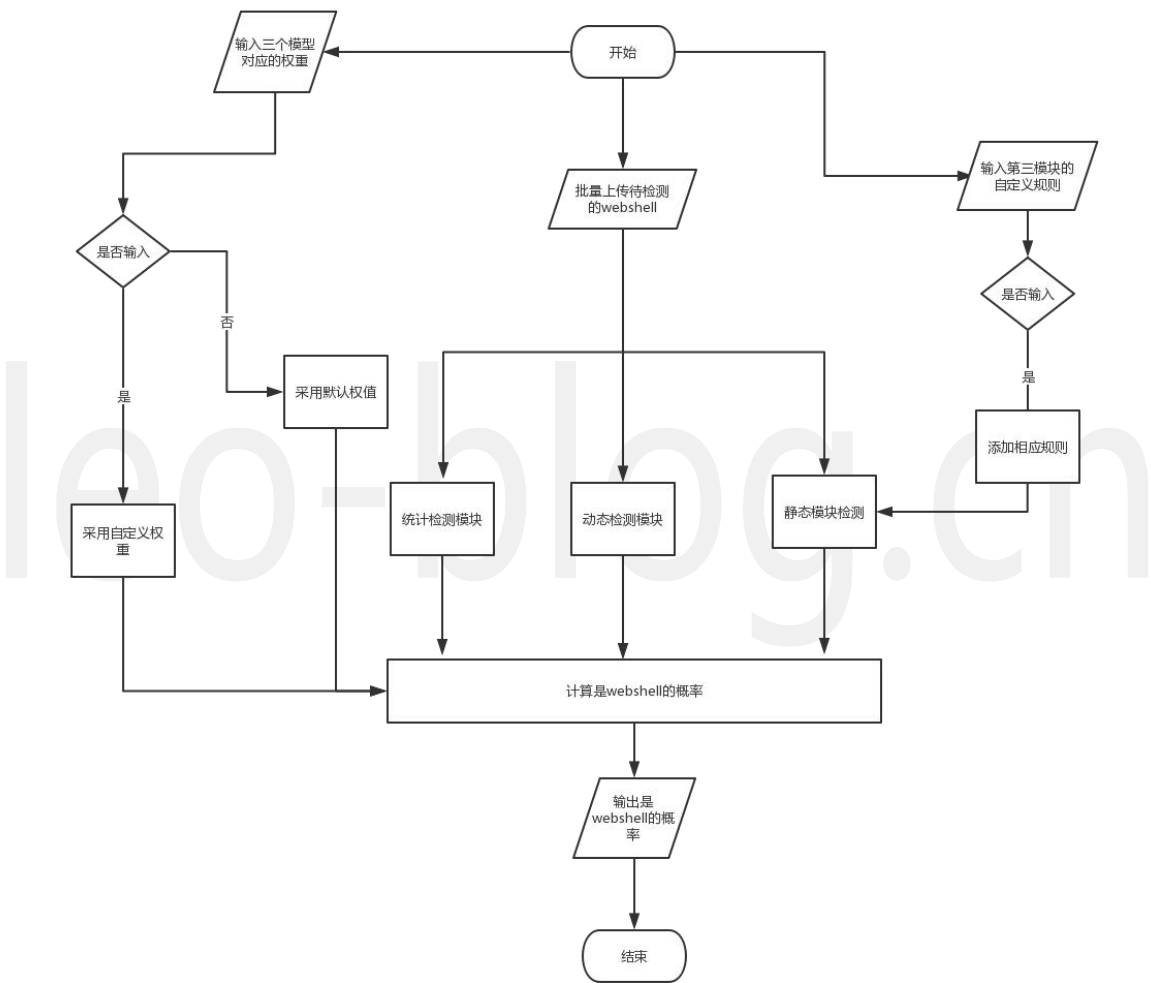 输入三个模型
对应的权重
开始
批量上传待检测
的webshell
输入第三模块的
自定义规则
是否输入
是否输入
否
是
是
采用默认权值
添加相应规则
采用自定义权
重
统计检测模块
动态检测模块
静态模块检测
leo-blog.cn
计算是webshell的概率
输出是
webshell的概
率
结束